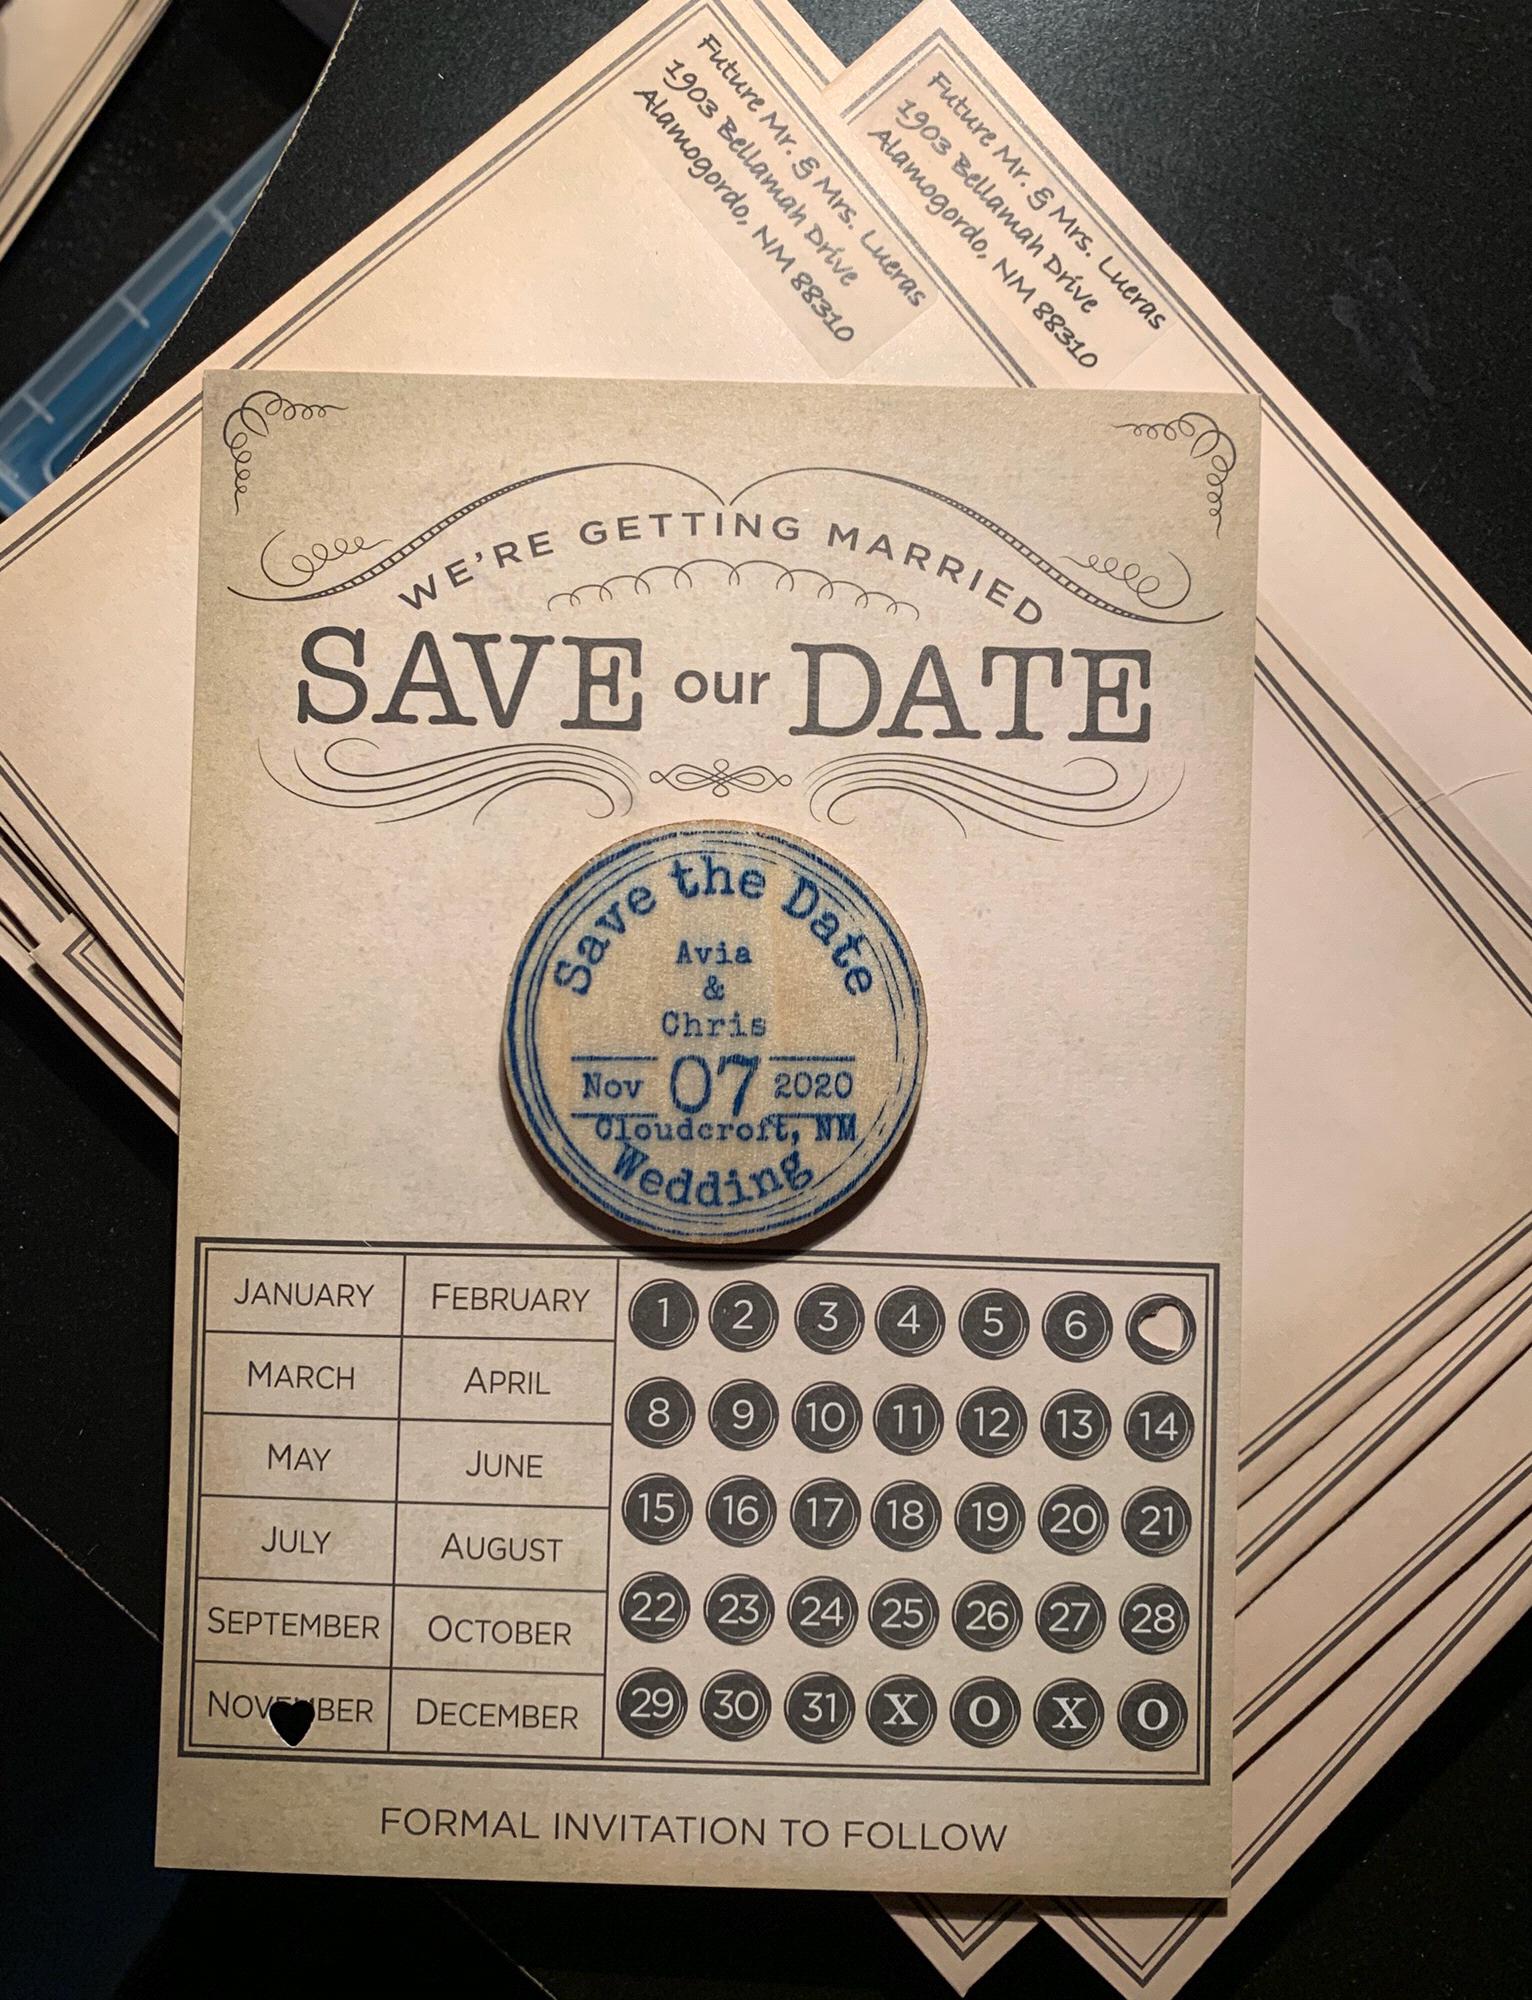 Future Mr. & Mrs. Lueras
1903 Bellamah Drive
Alamogordo, NM 88310
Future Mr. & Mrs. Lueras
1903 Bellamah Drive
Alamogordo, NM 88310
WE'RE GETTING MARRIED
SAVE our DATE
Save the Date
Avia
&
Chris
Nov 07 2020
Cloudcroft, NM
Wedding
JANUARY FEBRUARY
MARCH APRIL
MAY JUNE
JULY AUGUST
SEPTEMBER OCTOBER
NOVEMBER DECEMBER
1 2 3 4 5 6
8 9 10 11 12 13 14
15 16 17 18 19 20 21
22 23 24 25 26 27 28
29 30 31 X O X O
FORMAL INVITATION TO FOLLOW